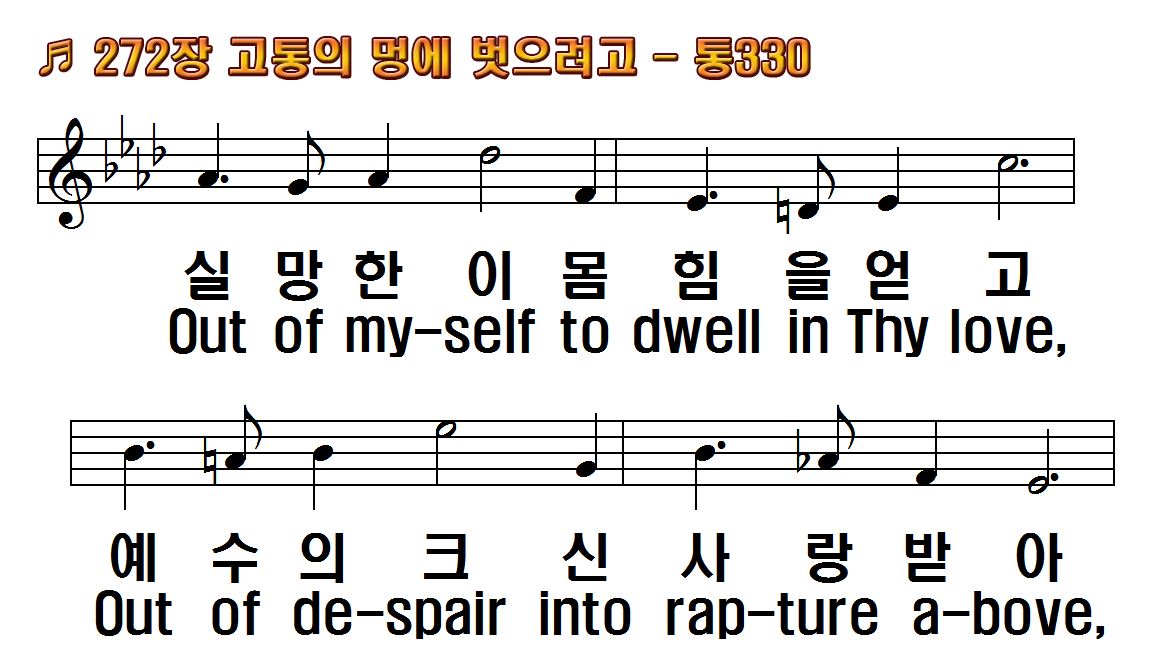 ♬ 272장 고통의 멍에 벗으려고 - 통330
실 망 한 이 몸 힘 을 얻 고
Out of my-self to dwell in Thy love,
예 수 의 크 신 사 랑 받 아
Out of de-spair into rap-ture a-bove,